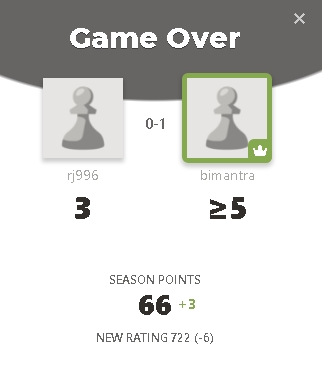 Game Over
0-1
rj996
bimantra
3
≥5
SEASON POINTS
66 +3
NEW RATING 722 (-6)